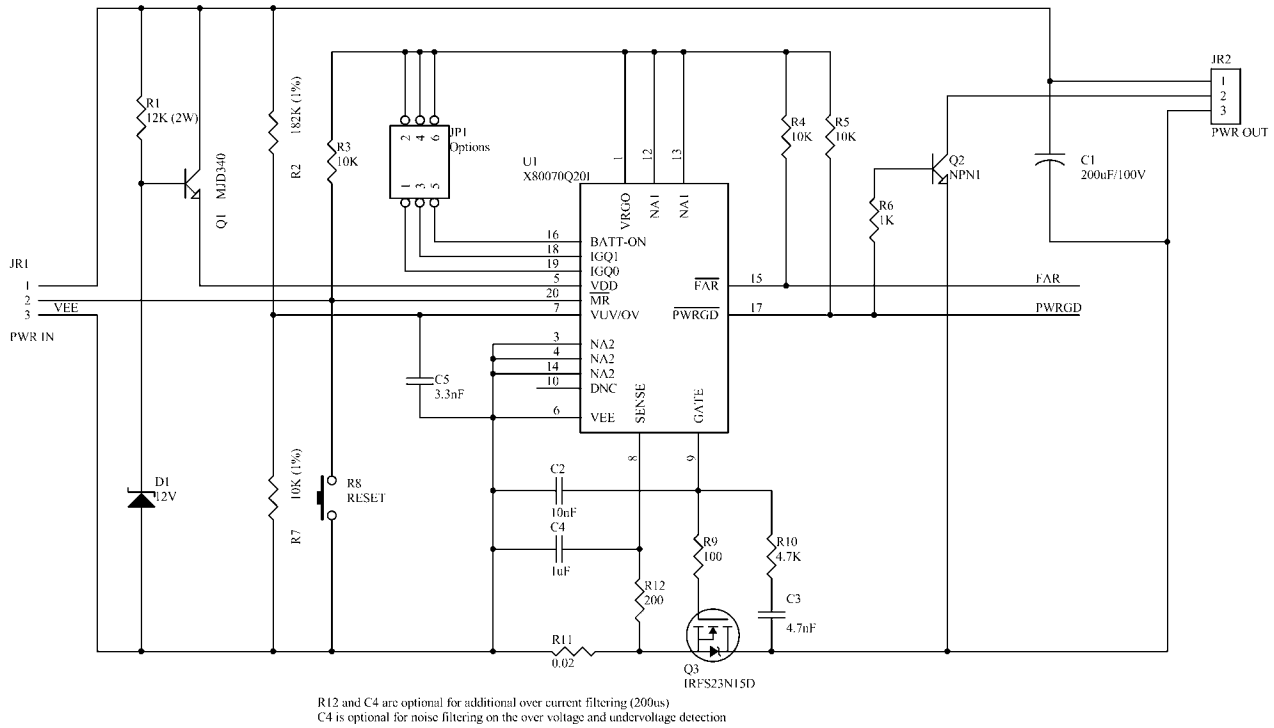 JR2
1
2
3
PWR OUT
R1
12K (2W)
182K (1%)
R2
R3
10K
2 4 6
JP1
Options
1 3 5
R4
10K
R5
10K
Q1 MJD340
U1
X80070Q20I
1
12
13
VRGO
NA1
NA1
Q2
NPN1
C1
200uF/100V
R6
1K
16
BATT-ON
18
IGQ1
19
IGQ0
5
VDD
20
MR
7
VUV/OV
3
NA2
4
NA2
14
NA2
10
DNC
6
VEE
FAR
15
FAR
PWRGD
17
PWRGD
SENSE
GATE
8
9
JR1
1
2
3
VEE
PWR IN
C5
3.3nF
D1
12V
10K (1%)
R7
R8
RESET
C2
10nF
C4
1uF
R9
100
R10
4.7K
R12
200
C3
4.7nF
R11
0.02
Q3
IRFS23N15D
R12 and C4 are optional for additional over current filtering (200us)
C4 is optional for noise filtering on the over voltage and undervoltage detection